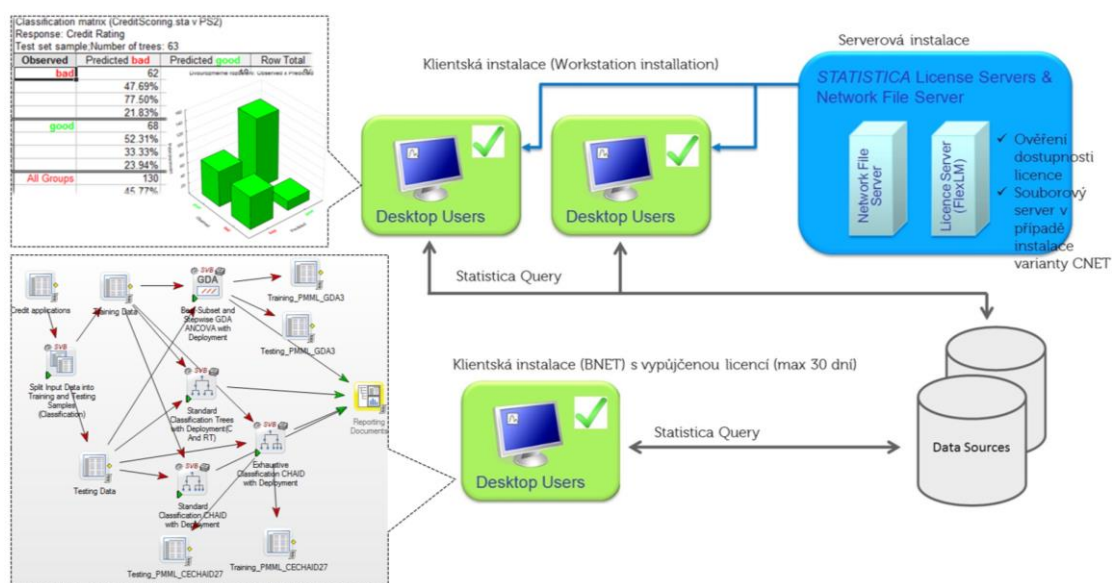 Classification matrix (CreditScoring.sta v PS2)
Response: Credit Rating
Test set sample;Number of trees: 63
Observed Predicted bad Predicted good Row Total
bad 62
47.69%
77.50%
21.83%
good 68
52.31%
33.33%
23.94%
All Groups 130
45.77%
Klientská instalace (Workstation installation)
Desktop Users
Desktop Users
Serverová instalace
STATISTICA License Servers &
Network File Server
Network File
Server
Licence Server
(FlexLM)
✓ Ověření
dostupnosti
licence
✓ Souborový
server v
případě
instalace
varianty CNET
Statistica Query
Klientská instalace (BNET) s vypůjčenou licencí (max 30 dní)
Desktop Users
Statistica Query
Data Sources
Credit applications
Training Data
SVB
GDA
Best-Subset and
Stepwise GDA
ANCOVA with
Deployment
Training_PMML_GDA3
Testing_PMML_GDA3
SVB
Split Input Data into
Training and Testing
Samples
(Classification)
SVB
Standard
Classification Trees
with Deployment(C
And RT)
Reporting
Documents
SVB
Exhaustive
Classification CHAID
with Deployment
Testing Data
SVB
Standard
Classification CHAID
with Deployment
Testing_PMML_CECHAID27
Training_PMML_CECHAID27